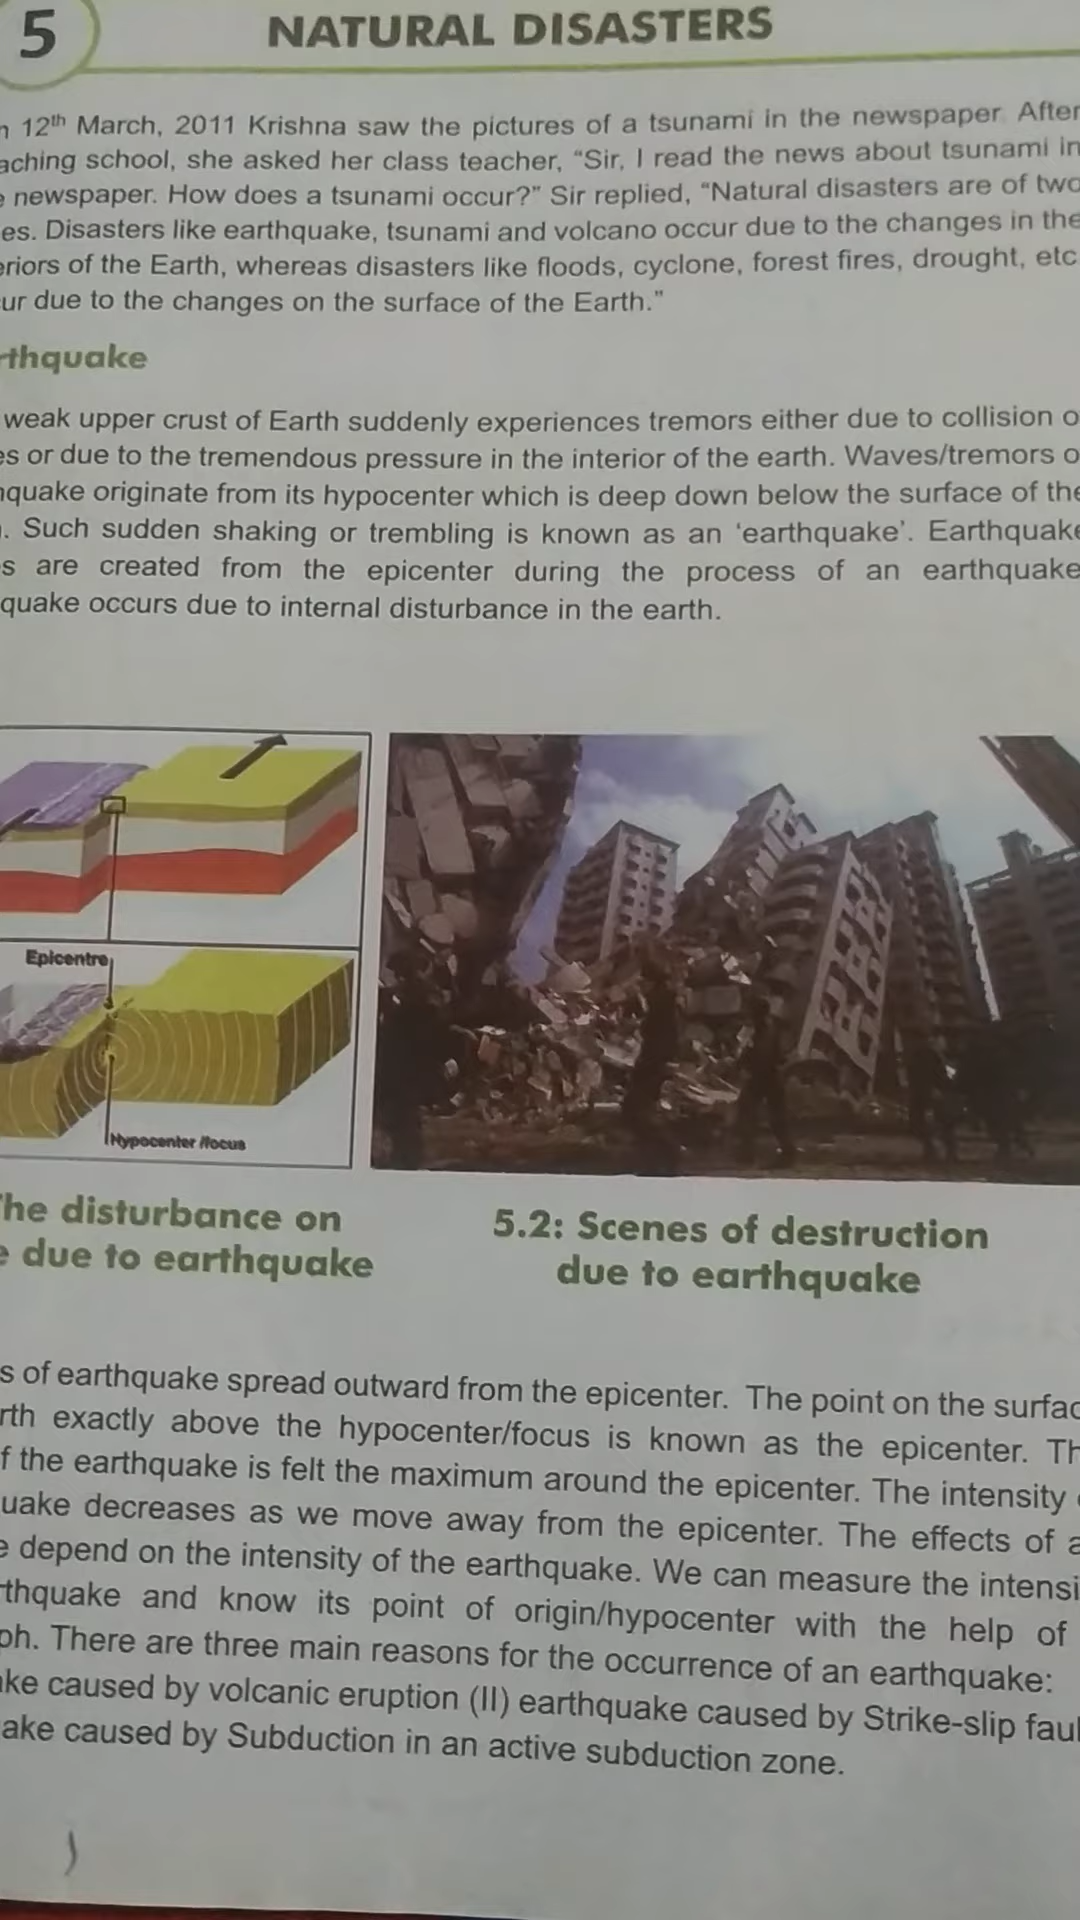 5
NATURAL DISASTERS
12th March, 2011 Krishna saw the pictures of a tsunami in the newspaper. After
aching school, she asked her class teacher, “Sir, I read the news about tsunami in
newspaper. How does a tsunami occur?” Sir replied, “Natural disasters are of two
es. Disasters like earthquake, tsunami and volcano occur due to the changes in the
eriors of the Earth, whereas disasters like floods, cyclone, forest fires, drought, etc
ur due to the changes on the surface of the Earth.”
rthquake
weak upper crust of Earth suddenly experiences tremors either due to collision o
es or due to the tremendous pressure in the interior of the earth. Waves/tremors o
quake originate from its hypocenter which is deep down below the surface of the
. Such sudden shaking or trembling is known as an ‘earthquake’. Earthquake
s are created from the epicenter during the process of an earthquake
quake occurs due to internal disturbance in the earth.
Epicentre
Hypocenter /focus
he disturbance on
e due to earthquake
5.2: Scenes of destruction
due to earthquake
s of earthquake spread outward from the epicenter. The point on the surfac
rth exactly above the hypocenter/focus is known as the epicenter. Th
f the earthquake is felt the maximum around the epicenter. The intensity
uake decreases as we move away from the epicenter. The effects of a
e depend on the intensity of the earthquake. We can measure the intensi
rthquake and know its point of origin/hypocenter with the help of
ph. There are three main reasons for the occurrence of an earthquake:
ake caused by volcanic eruption (II) earthquake caused by Strike-slip faul
ake caused by Subduction in an active subduction zone.